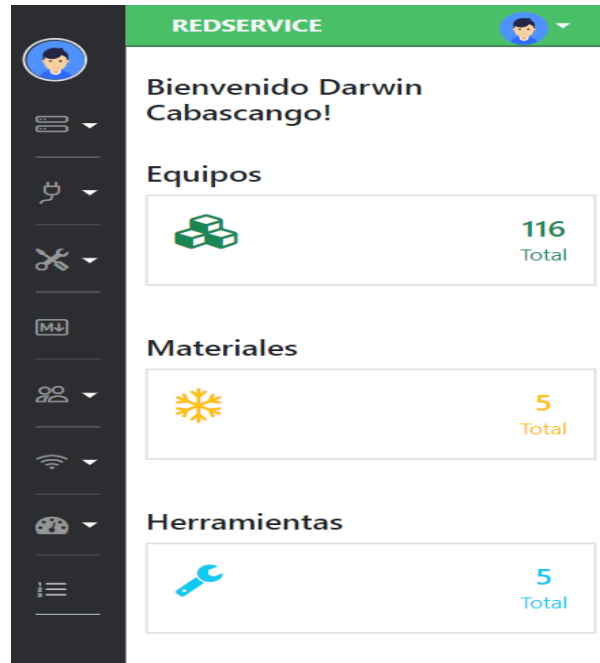 REDSERVICE
Bienvenido Darwin
Cabascango!
Equipos
116
Total
M
Materiales
5
Total
Herramientas
5
Total